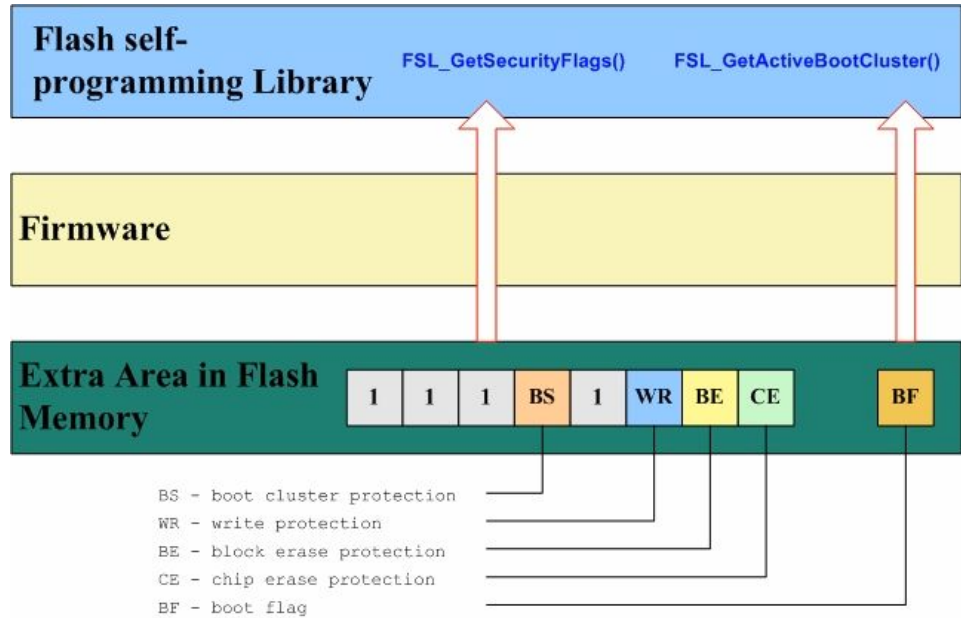 Flash self-
programming Library
FSL_GetSecurityFlags()
FSL_GetActiveBootCluster()
Firmware
Extra Area in Flash
Memory
1 1 1 BS 1 WR BE CE BF
BS - boot cluster protection
WR - write protection
BE - block erase protection
CE - chip erase protection
BF - boot flag